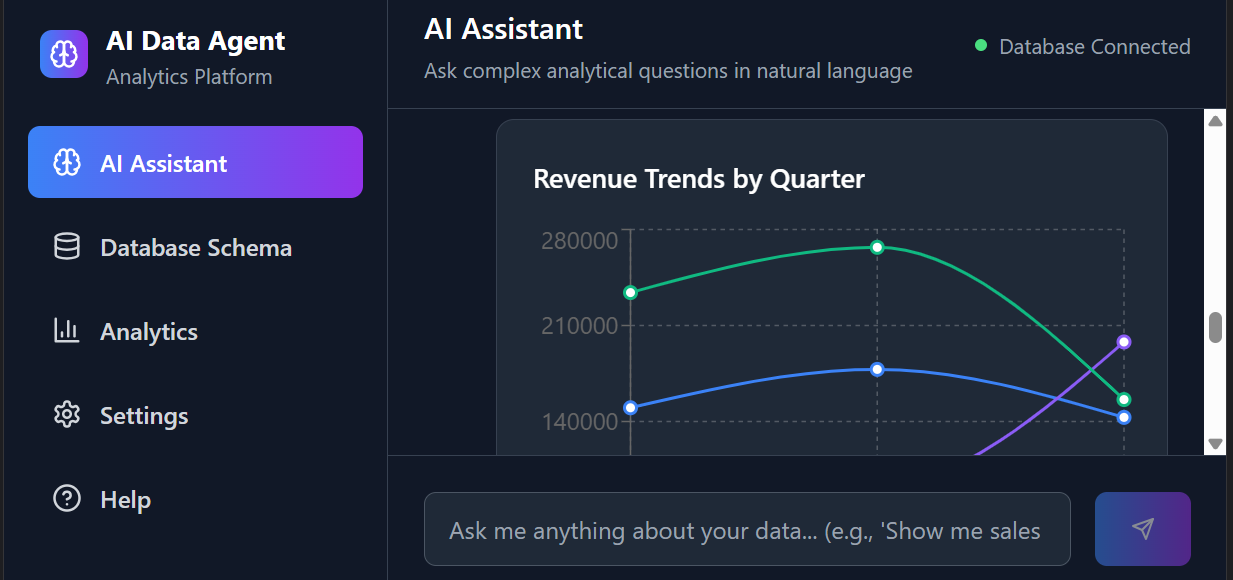 AI Data Agent
Analytics Platform
AI Assistant
Database Schema
Analytics
Settings
Help
AI Assistant
Ask complex analytical questions in natural language
Database Connected
Revenue Trends by Quarter
280000
210000
140000
Ask me anything about your data... (e.g., 'Show me sales